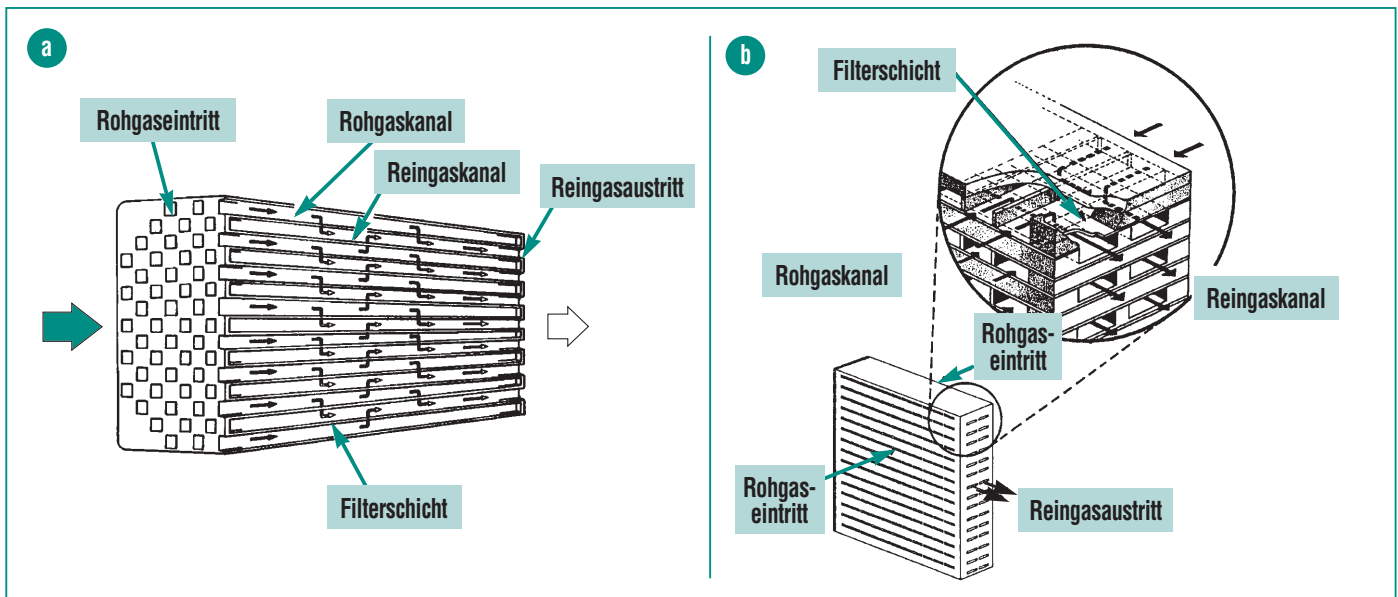 a
Rohgaseintritt
Rohgaskanal
Reingaskanal
Reingasaustritt
Filterschicht
b
Filterschicht
Rohgaskanal
Reingaskanal
Rohgas-
eintritt
Rohgas-
eintritt
Reingasaustritt